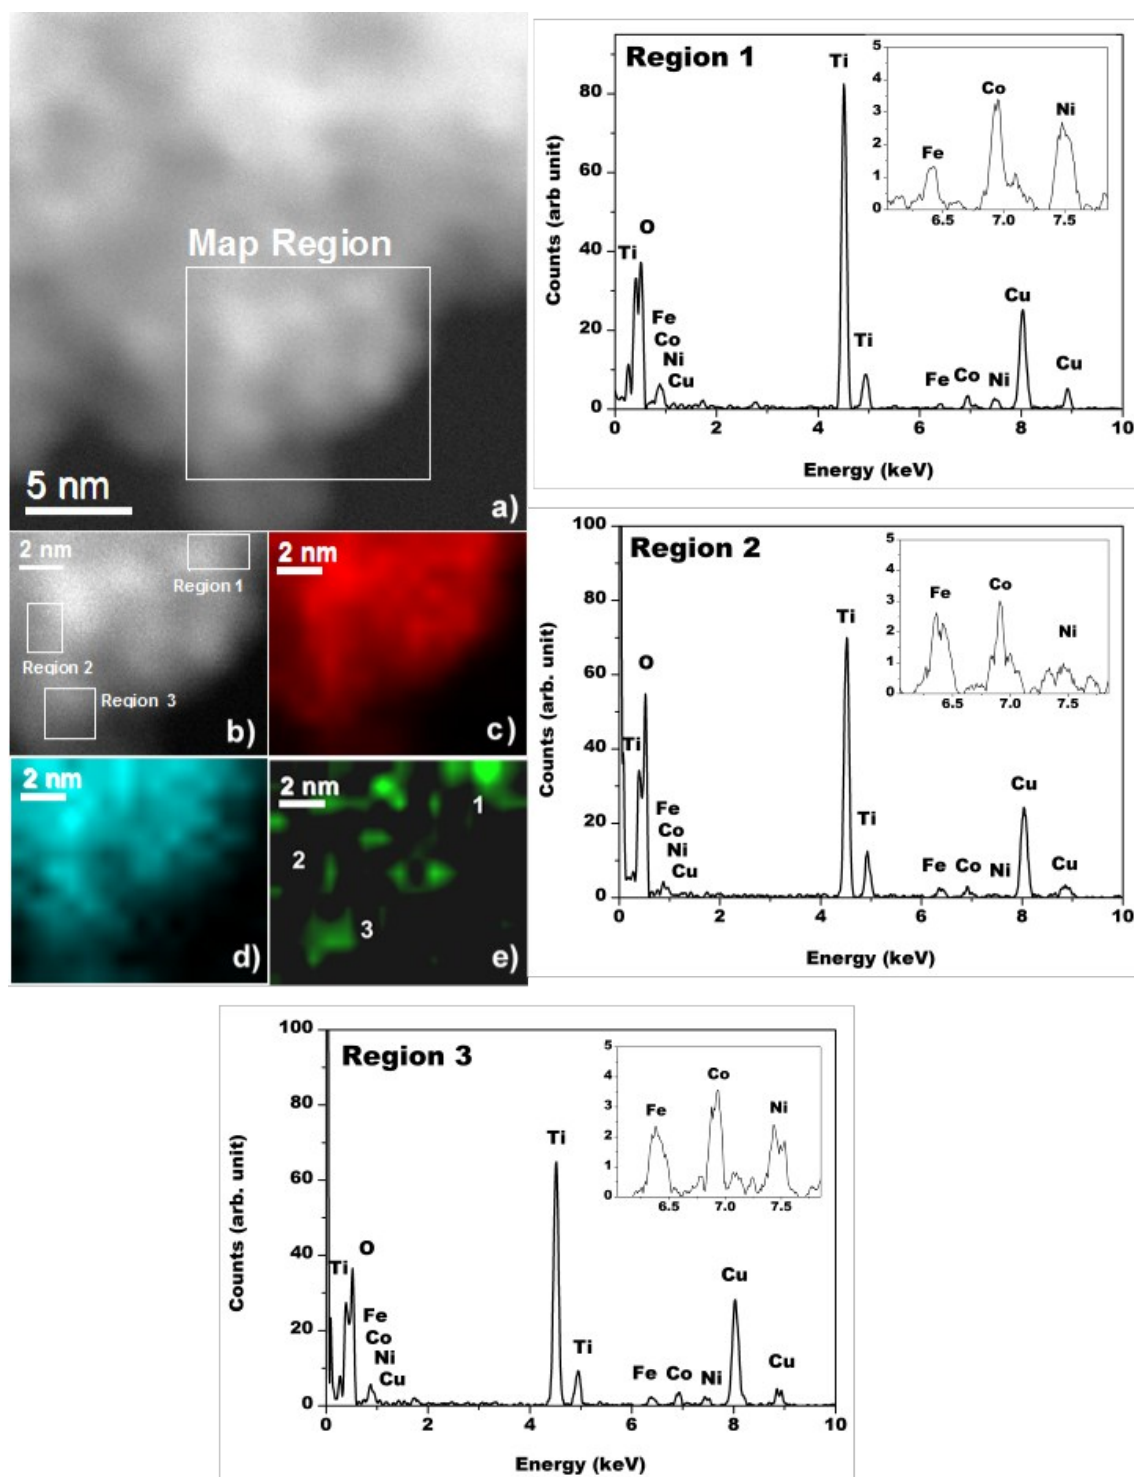 Map Region
5 nm
a)
2 nm
Region 1
Region 2
Region 3
b)
2 nm
c)
2 nm
d)
2 nm
1
2
3
e)
Region 1
Counts (arb unit)
80
60
40
20
0
0 2 4 6 8 10
Energy (keV)
Ti
O
Ti
Fe
Co
Ni
Cu
Ti
Fe Co Ni
Cu
Cu
5
4
3
2
1
0
6.5 7.0 7.5
Fe
Co
Ni
Region 2
Counts (arb. unit)
100
80
60
40
20
0
0 2 4 6 8 10
Energy (keV)
Ti
O
Ti
Fe
Co
Ni
Cu
Ti
Fe Co Ni
Cu
Cu
5
4
3
2
1
0
6.5 7.0 7.5
Fe
Co
Ni
Region 3
Counts (arb. unit)
100
80
60
40
20
0
0 2 4 6 8 10
Energy (keV)
Ti
O
Ti
Fe
Co
Ni
Cu
Ti
Fe Co Ni
Cu
Cu
5
4
3
2
1
0
6.5 7.0 7.5
Fe
Co
Ni